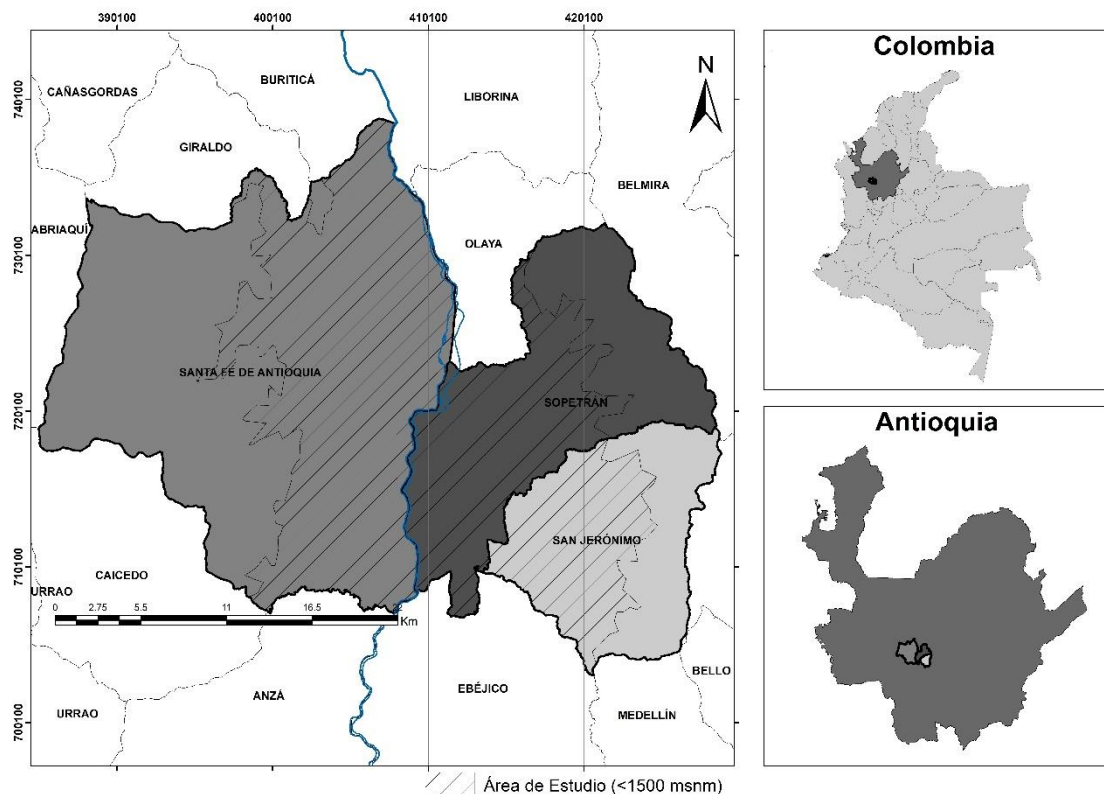 390100
400100
410100
420100
740100
730100
720100
710100
700100
CAÑASGORDAS
BURITICÁ
LIBORINA
N
GIRALDO
BELMIRA
ABRIAQUÍ
OLAYA
SANTA FÉ DE ANTIOQUIA
SOPETRÁN
SAN JERÓNIMO
CAICEDO
URRAO
0 2.75 5.5 11 16.5 22
Km
BELLO
ANZÁ
EBÉJICO
URRAO
MEDELLÍN
Área de Estudio (<1500 msnm)
Colombia
Antioquia